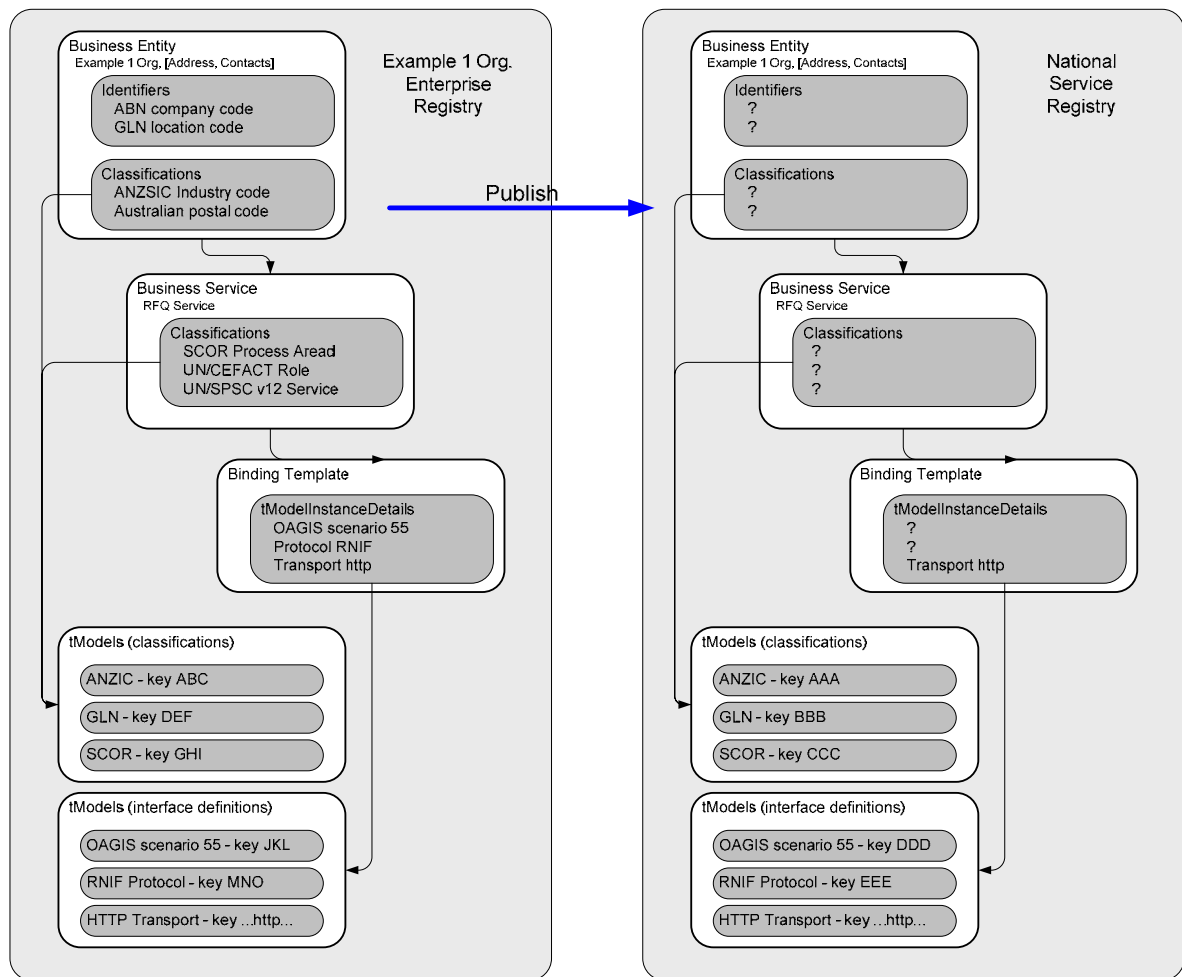 Business Entity
Example 1 Org, [Address, Contacts]
Identifiers
ABN company code
GLN location code
Classifications
ANZSIC Industry code
Australian postal code
Example 1 Org.
Enterprise
Registry
Business Service
RFQ Service
Classifications
SCOR Process Aread
UN/CEFACT Role
UN/SPSC v12 Service
Binding Template
tModelInstanceDetails
OAGIS scenario 55
Protocol RNIF
Transport http
tModels (classifications)
ANZIC - key ABC
GLN - key DEF
SCOR - key GHI
tModels (interface definitions)
OAGIS scenario 55 - key JKL
RNIF Protocol - key MNO
HTTP Transport - key ...http...
Publish
Business Entity
Example 1 Org, [Address, Contacts]
Identifiers
?
?
Classifications
?
?
National
Service
Registry
Business Service
RFQ Service
Classifications
?
?
?
Binding Template
tModelInstanceDetails
?
?
Transport http
tModels (classifications)
ANZIC - key AAA
GLN - key BBB
SCOR - key CCC
tModels (interface definitions)
OAGIS scenario 55 - key DDD
RNIF Protocol - key EEE
HTTP Transport - key ...http...